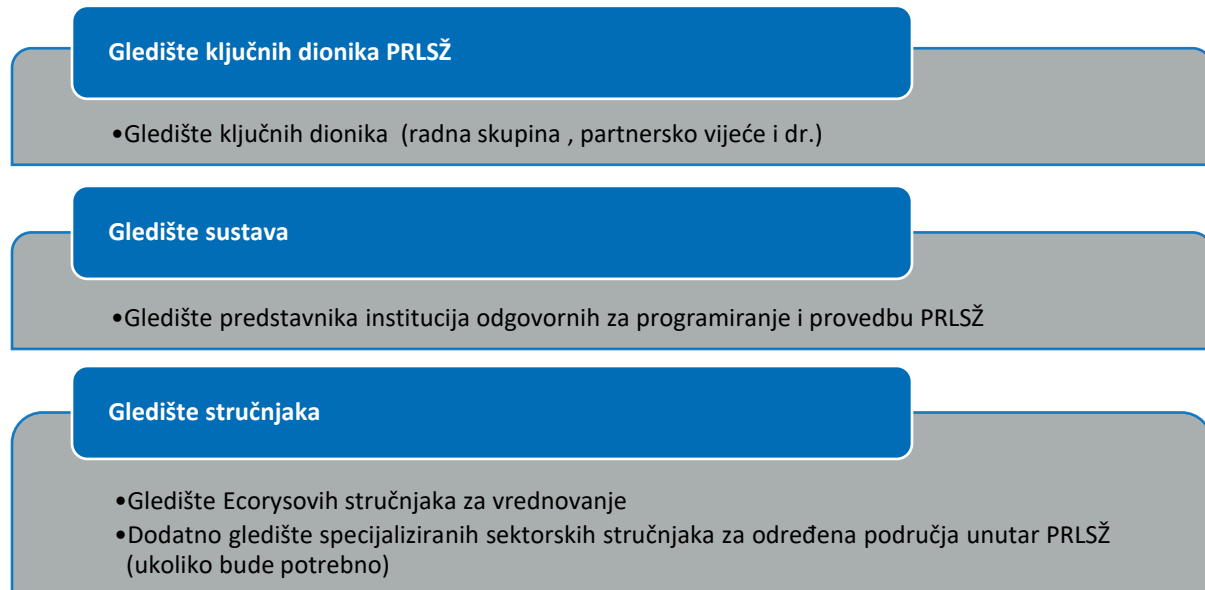 Gledište ključnih dionika PRLSŽ
•Gledište ključnih dionika (radna skupina , partnersko vijeće i dr.)
Gledište sustava
•Gledište predstavnika institucija odgovornih za programiranje i provedbu PRLSŽ
Gledište stručnjaka
•Gledište Ecorysovih stručnjaka za vrednovanje
•Dodatno gledište specijaliziranih sektorskih stručnjaka za određena područja unutar PRLSŽ
(ukoliko bude potrebno)